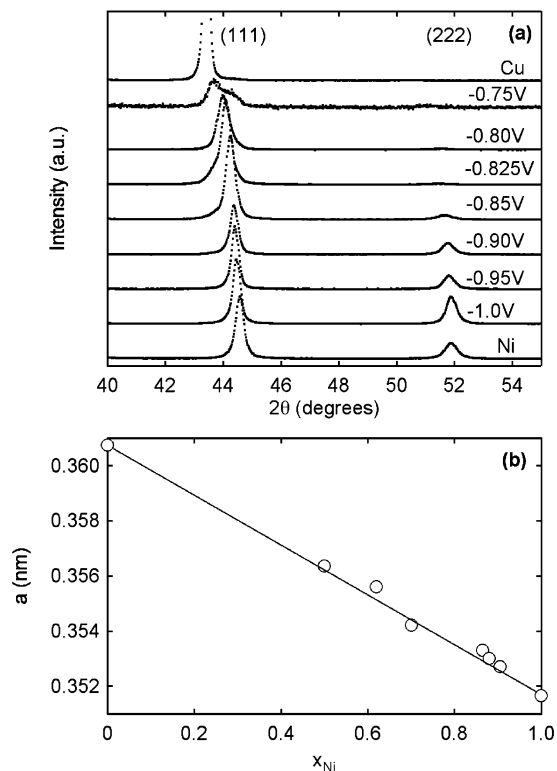 (111)
(222)
(a)
Cu
-0.75V
-0.80V
-0.825V
-0.85V
-0.90V
-0.95V
-1.0V
Ni
Intensity (a.u.)
40 42 44 46 48 50 52 54
2θ (degrees)
(b)
0.360
0.358
0.356
0.354
0.352
a (nm)
0 0.2 0.4 0.6 0.8 1.0
xNi